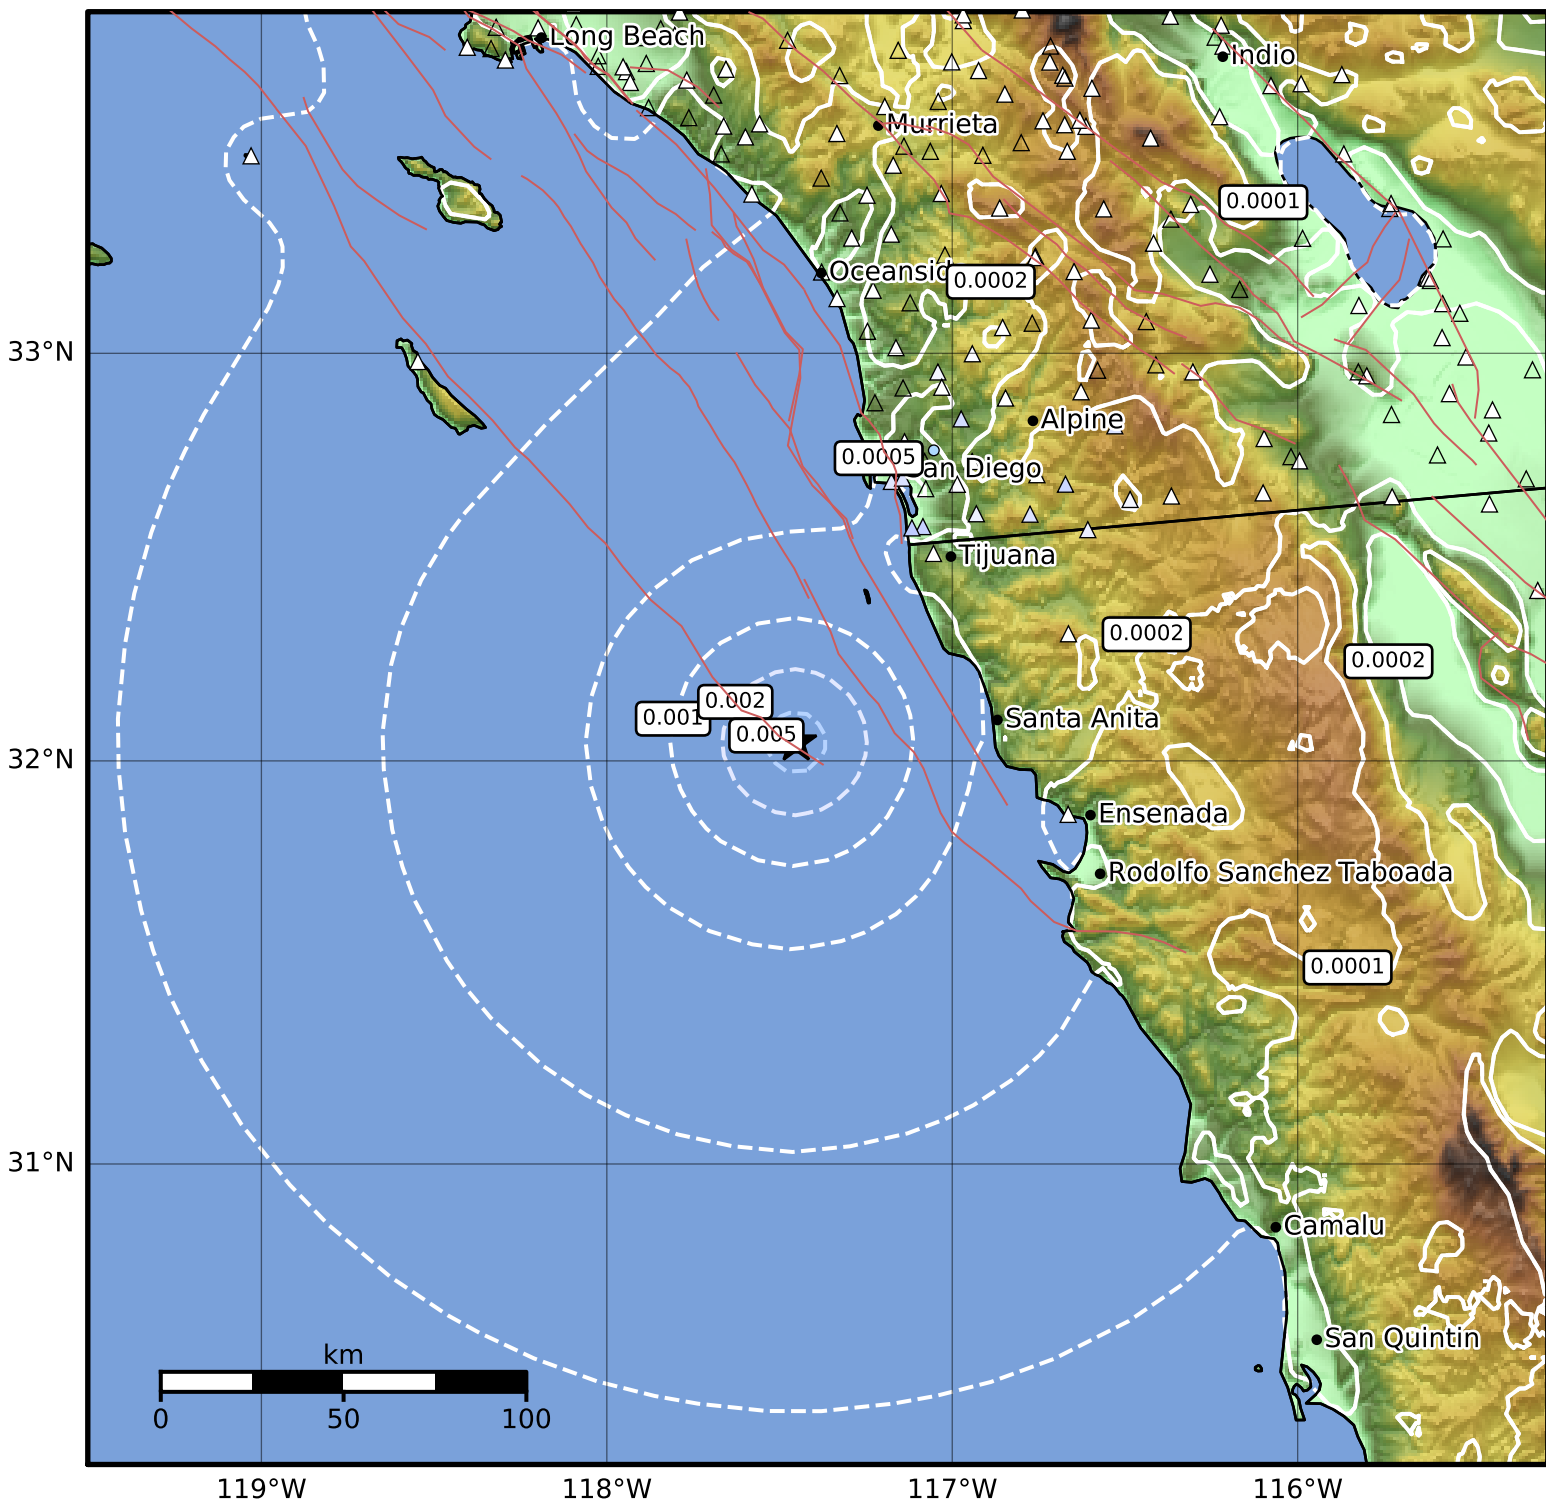 Long Beach
Indio
Murrieta
0.0001
Oceansid
0.0002
33°N
Alpine
0.0005
an Diego
Tijuana
0.0002
0.0002
0.002
0.001
Santa Anita
0.005
32°N
Ensenada
Rodolfo Sanchez Taboada
0.0001
31°N
Camalu
San Quintin
km
0 50 100
119°W 118°W 117°W 116°W